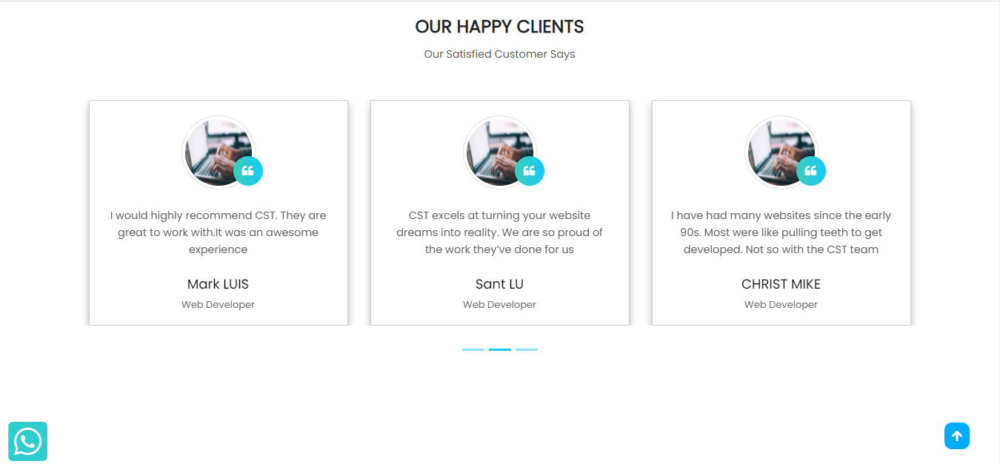 OUR HAPPY CLIENTS
Our Satisfied Customer Says
I would highly recommend CST. They are
great to work with.It was an awesome
experience
Mark LUIS
Web Developer
CST excels at turning your website
dreams into reality. We are so proud of
the work they’ve done for us
Sant LU
Web Developer
I have had many websites since the early
90s. Most were like pulling teeth to get
developed. Not so with the CST team
CHRIST MIKE
Web Developer